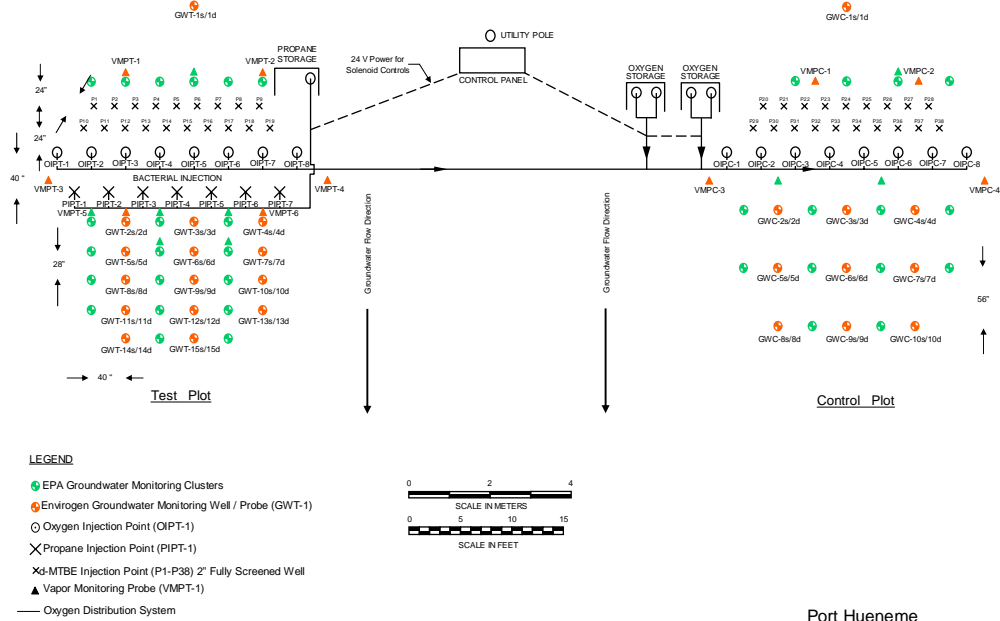 GWT-1s/1d
GWC-1s/1d
UTILITY POLE
PROPANE
STORAGE
24 V Power for
Solenoid Controls
CONTROL PANEL
OXYGEN
STORAGE
OXYGEN
STORAGE
VMPT-1
VMPT-2
VMPC-1
VMPC-2
24"
P1 P2 P3 P4 P5 P6 P7 P8 P9
P20 P21 P22 P23 P24 P25 P26 P27 P28
24"
P10 P11 P12 P13 P14 P15 P16 P17 P18 P19
P29 P30 P31 P32 P33 P34 P35 P36 P37 P38
OIPT-1 OIPT-2 OIPT-3 OIPT-4 OIPT-5 OIPT-6 OIPT-7 OIPT-8
OIPC-1 OIPC-2 OIPC-3 OIPC-4 OIPC-5 OIPC-6 OIPC-7 OIPC-8
40 "
BACTERIAL INJECTION
VMPT-3
VMPT-4
VMPC-3
VMPC-4
PIPT-1 PIPT-2 PIPT-3 PIPT-4 PIPT-5 PIPT-6 PIPT-7
VMPT-5
VMPT-6
GWT-2s/2d GWT-3s/3d GWT-4s/4d
GWC-2s/2d GWC-3s/3d GWC-4s/4d
28"
GWT-5s/5d GWT-6s/6d GWT-7s/7d
Groundwater Flow Direction
Groundwater Flow Direction
GWC-5s/5d GWC-6s/6d GWC-7s/7d
GWT-8s/8d GWT-9s/9d GWT-10s/10d
56"
GWT-11s/11d GWT-12s/12d GWT-13s/13d
GWC-8s/8d GWC-9s/9d GWC-10s/10d
GWT-14s/14d GWT-15s/15d
40 "
Test Plot
Control Plot
LEGEND
EPA Groundwater Monitoring Clusters
Envirogen Groundwater Monitoring Well / Probe (GWT-1)
Oxygen Injection Point (OIPT-1)
Propane Injection Point (PIPT-1)
d-MTBE Injection Point (P1-P38) 2" Fully Screened Well
Vapor Monitoring Probe (VMPT-1)
Oxygen Distribution System
0 2 4
SCALE IN METERS
0 5 10 15
SCALE IN FEET
Port Hueneme